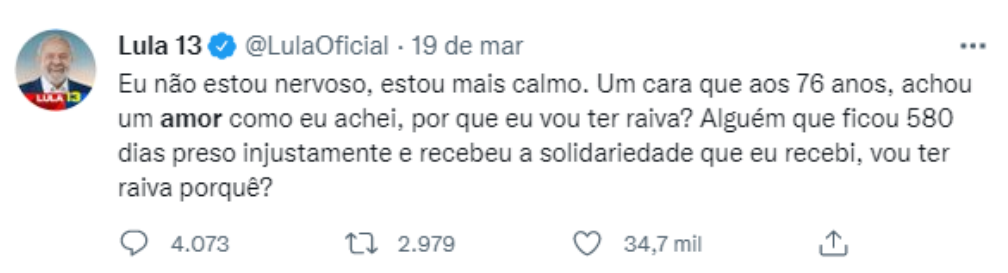 Lula 13 @LulaOficial · 19 de mar
Eu não estou nervoso, estou mais calmo. Um cara que aos 76 anos, achou
um amor como eu achei, por que eu vou ter raiva? Alguém que ficou 580
dias preso injustamente e recebeu a solidariedade que eu recebi, vou ter
raiva porquê?
4.073 2.979 34,7 mil
LULA 13